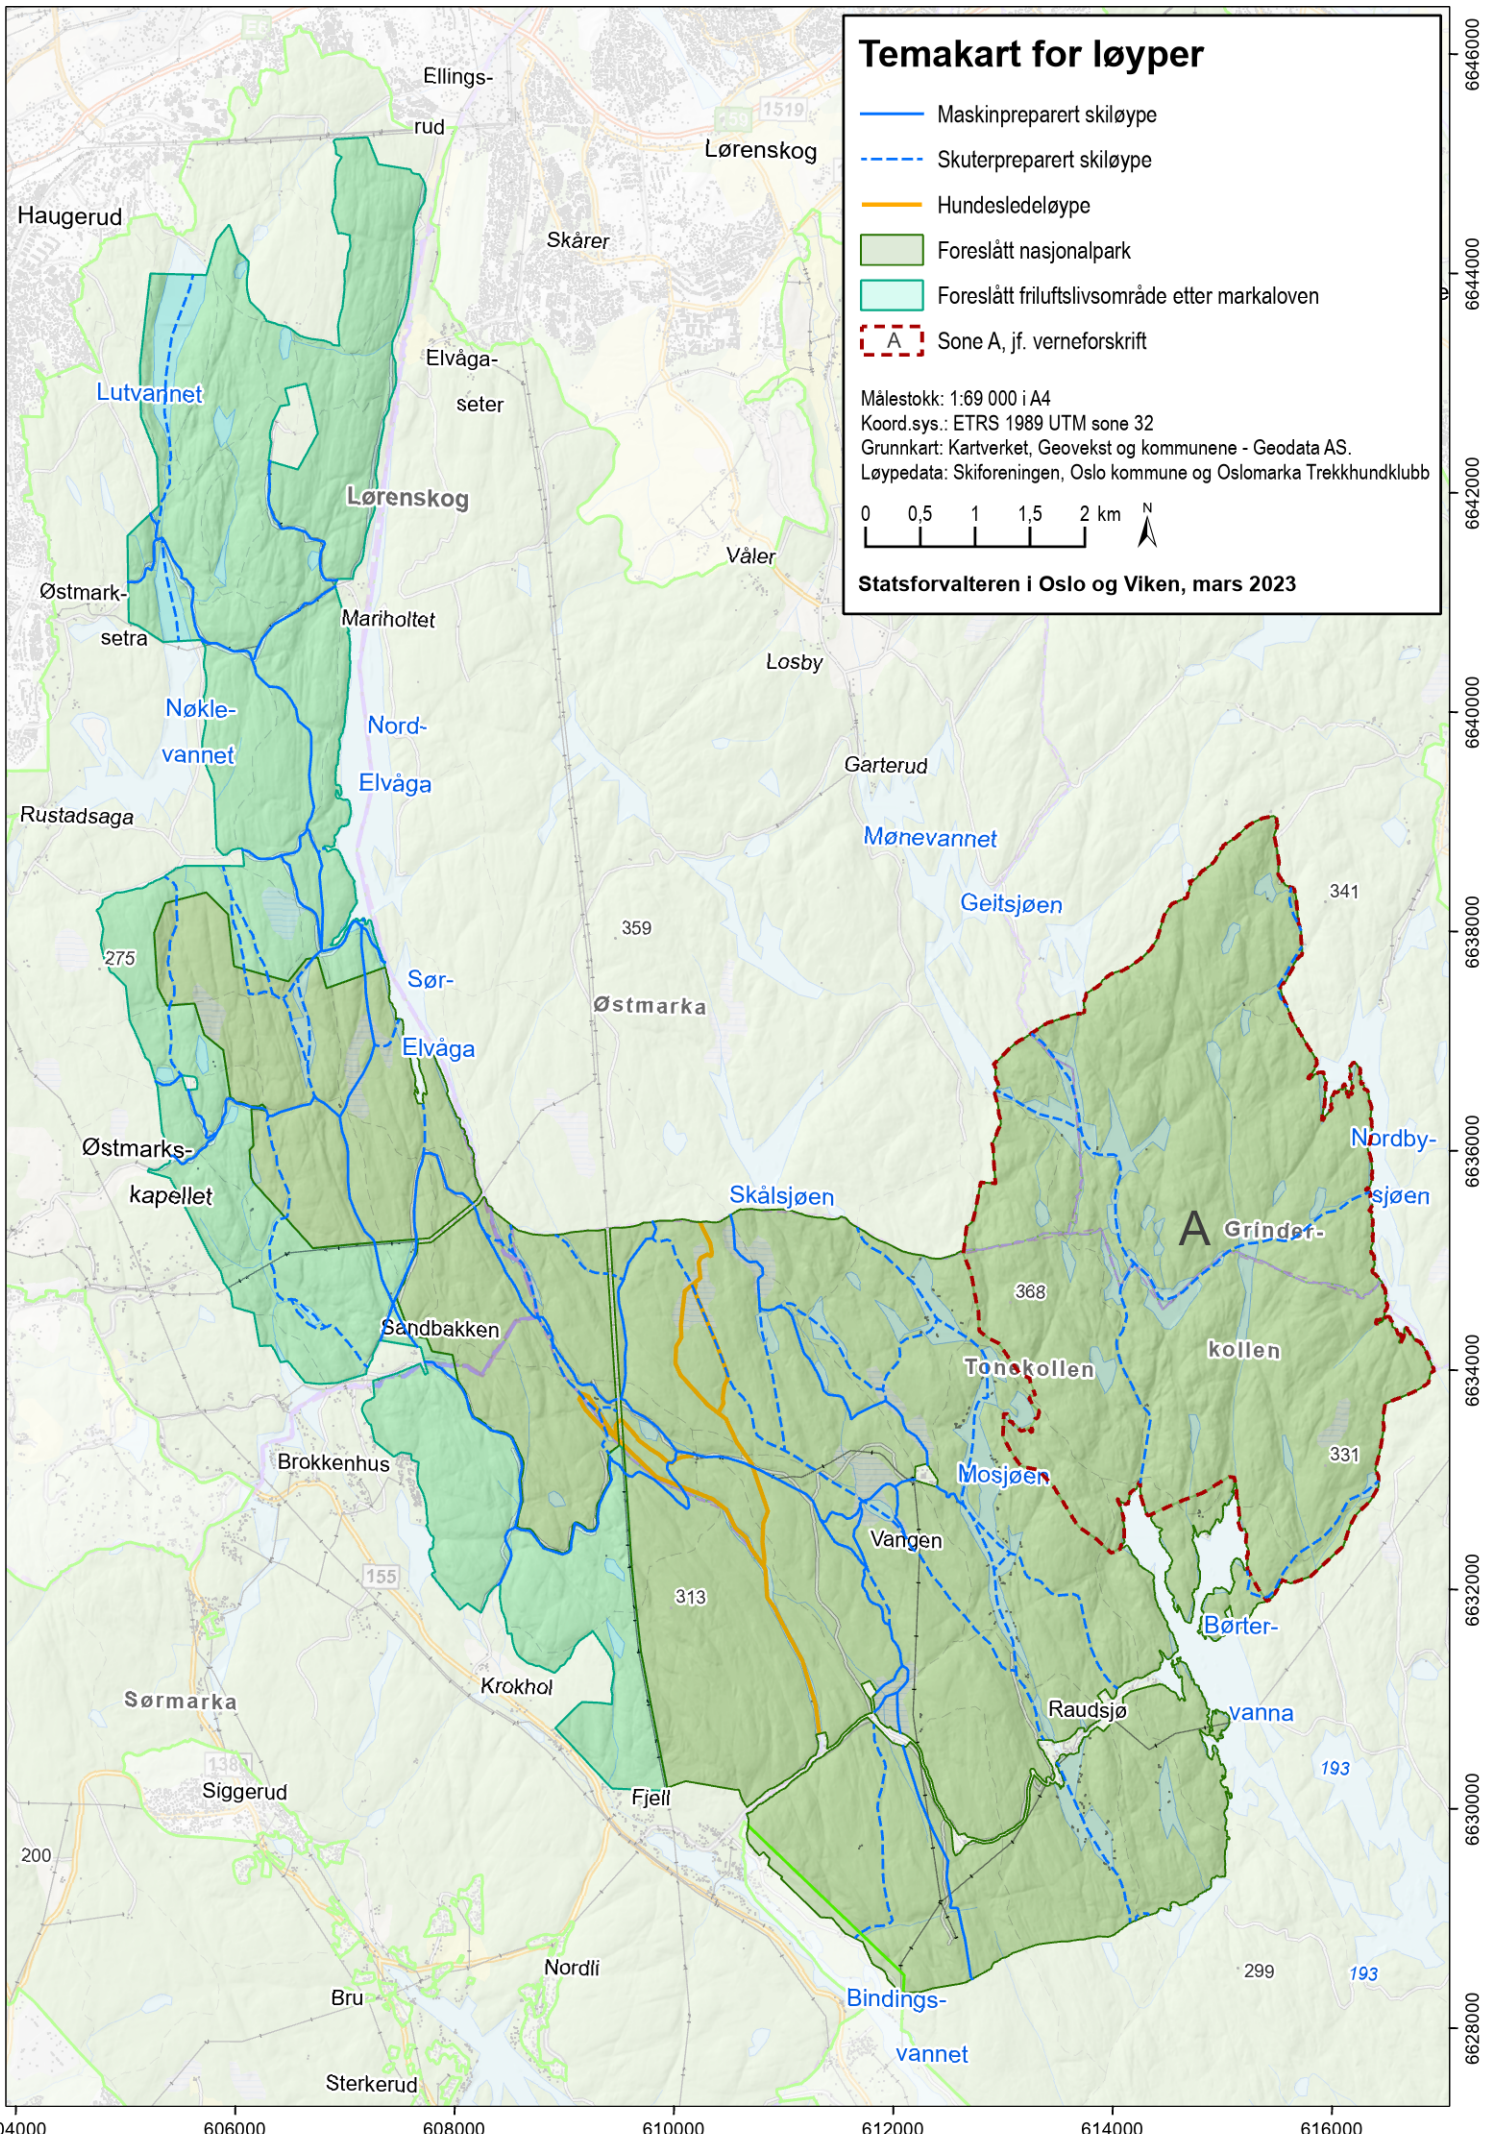 Temakart for løyper
Maskinpreparert skiløype
Skuterpreparert skiløype
Hundesledeløype
Foreslått nasjonalpark
Foreslått friluftslivsområde etter markaloven
A Sone A, jf. verneforskrift
Målestokk: 1:69 000 i A4
Koord.sys.: ETRS 1989 UTM sone 32
Grunnkart: Kartverket, Geovekst og kommunene - Geodata AS.
Løypedata: Skiforeningen, Oslo kommune og Oslomarka Trekkhundklubb
0 0,5 1 1,5 2 km N
Statsforvalteren i Oslo og Viken, mars 2023
E6
Ellings-
rud
159
1519
Lørenskog
Haugerud
Skårer
e
Elvåga-
seter
Lutvannet
Lørenskog
Våler
Østmark-
setra
Mariholtet
Losby
Nøkle-
vannet
Nord-
Elvåga
Garterud
Rustadsaga
Mønevannet
Geitsjøen
341
359
275
Sør-
Elvåga
Østmarka
Østmarks-
kapellet
Nordby-
sjøen
Skålsjøen
A
Grinder-
kollen
368
Sandbakken
Tonekollen
331
Brokkenhus
Mosjøen
Vangen
155
313
Børter-
vanna
Krokhol
Sørmarka
Raudsjø
193
1389
Siggerud
Fjell
200
Nordli
299
193
Bru
Bindings-
vannet
Sterkerud
6646000
6644000
6642000
6640000
6638000
6636000
6634000
6632000
6630000
6628000
04000 606000 608000 610000 612000 614000 616000